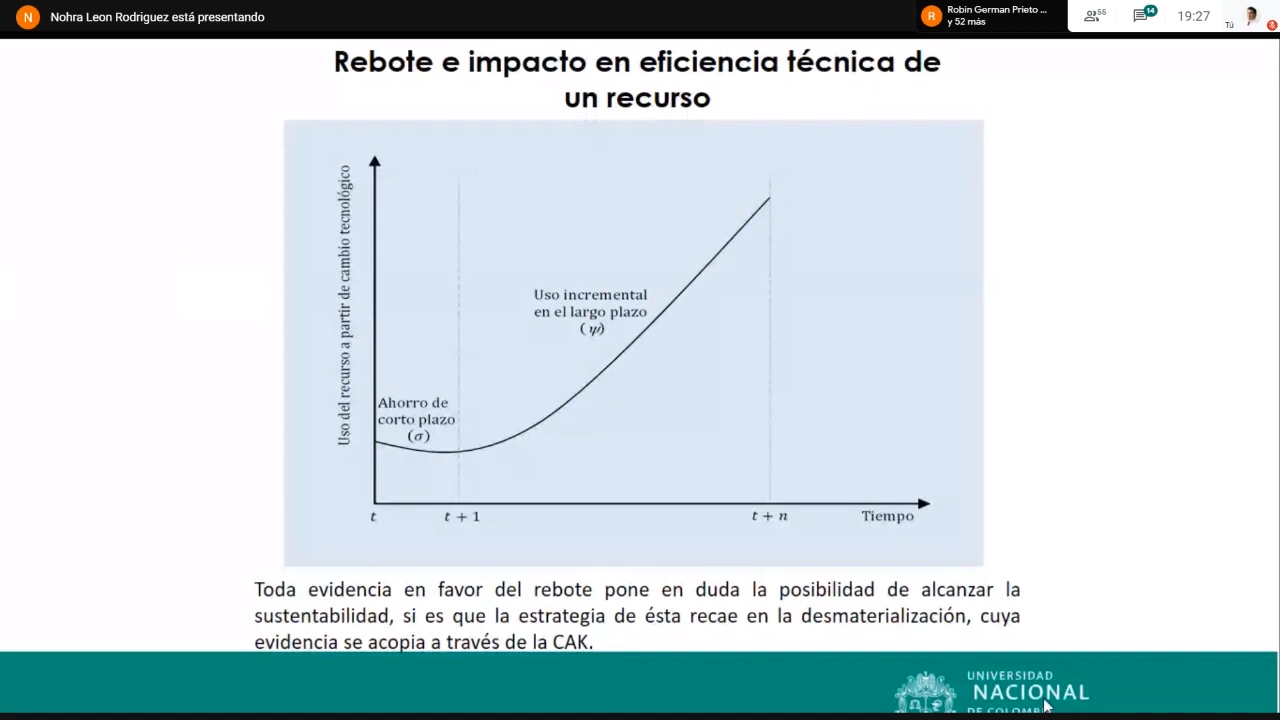 N Nohra Leon Rodriguez está presentando
R Robin German Prieto ...
y 52 más
55
14
19:27
Tú
Rebote e impacto en eficiencia técnica de
un recurso
Uso del recurso a partir de cambio tecnológico
Uso incremental
en el largo plazo
(ψ)
Ahorro de
corto plazo
(σ)
t
t + 1
t + n
Tiempo
Toda evidencia en favor del rebote pone en duda la posibilidad de alcanzar la
sustentabilidad, si es que la estrategia de ésta recae en la desmaterialización, cuya
evidencia se acopia a través de la CAK.
UNIVERSIDAD
NACIONAL
DE COLOMBIA